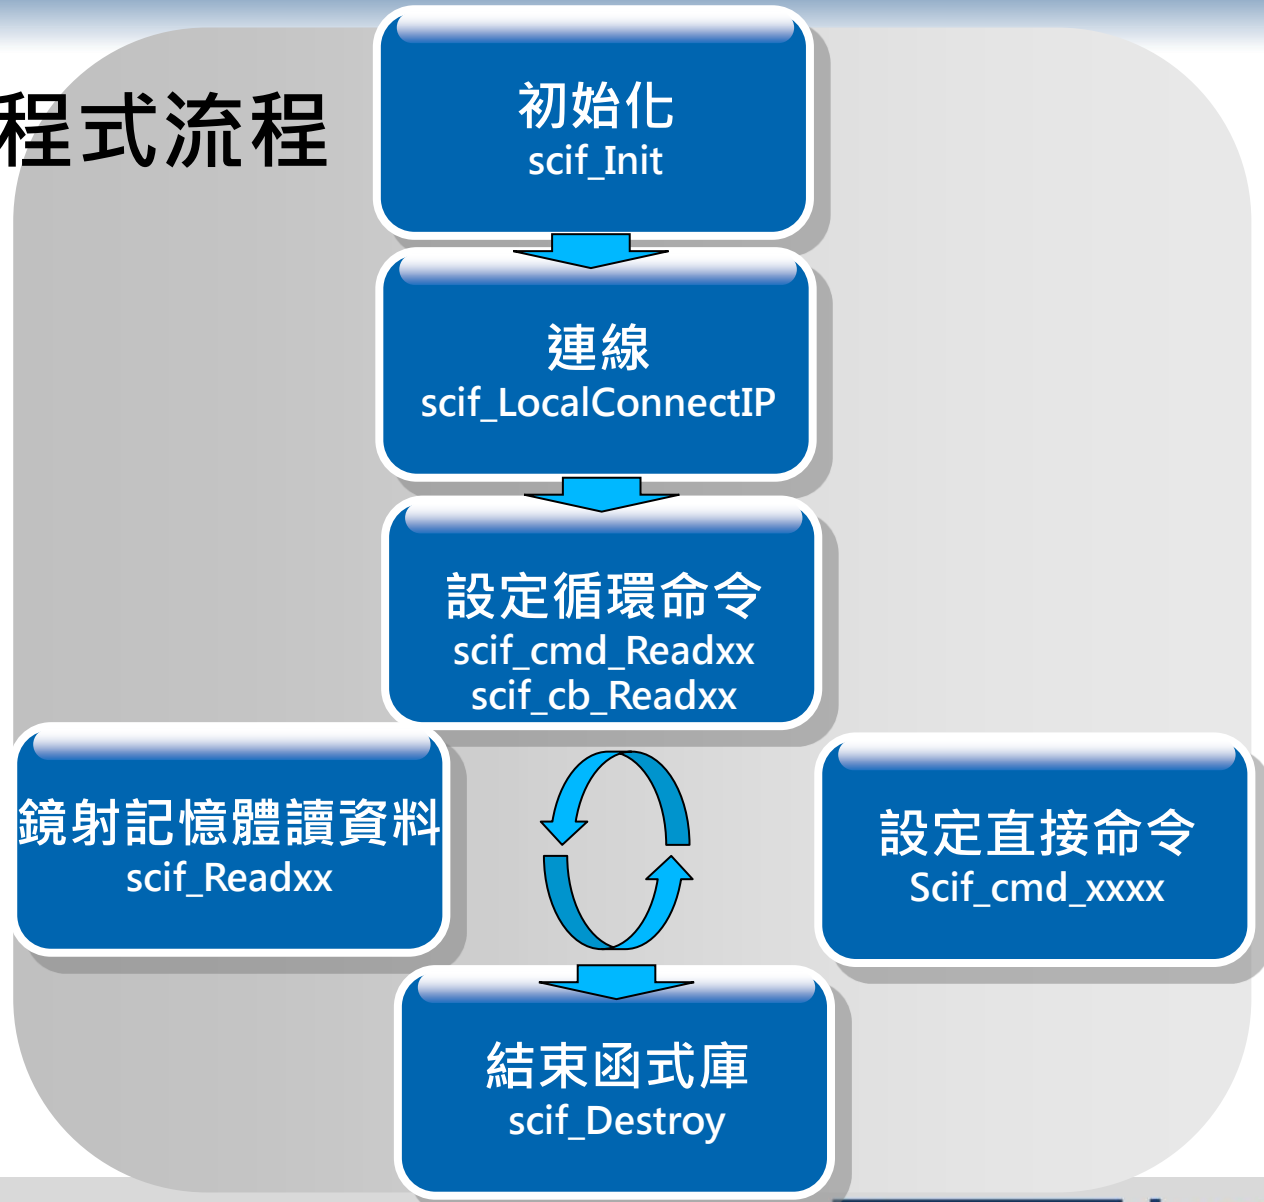 程式流程
初始化
scif_Init
連線
scif_LocalConnectIP
設定循環命令
scif_cmd_Readxx
scif_cb_Readxx
鏡射記憶體讀資料
scif_Readxx
設定直接命令
Scif_cmd_xxxx
結束函式庫
scif_Destroy